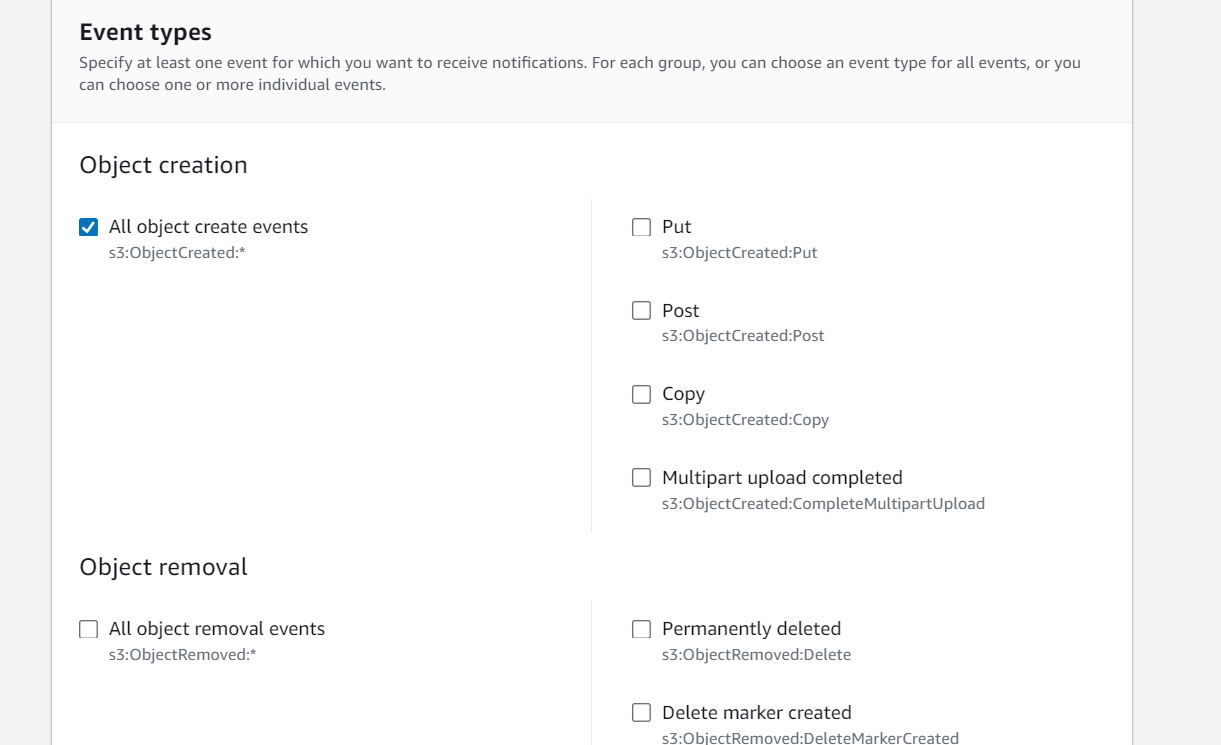 Event types
Specify at least one event for which you want to receive notifications. For each group, you can choose an event type for all events, or you
can choose one or more individual events.
Object creation
All object create events
s3:ObjectCreated:*
Put
s3:ObjectCreated:Put
Post
s3:ObjectCreated:Post
Copy
s3:ObjectCreated:Copy
Multipart upload completed
s3:ObjectCreated:CompleteMultipartUpload
Object removal
All object removal events
s3:ObjectRemoved:*
Permanently deleted
s3:ObjectRemoved:Delete
Delete marker created
s3:ObjectRemoved:DeleteMarkerCreated